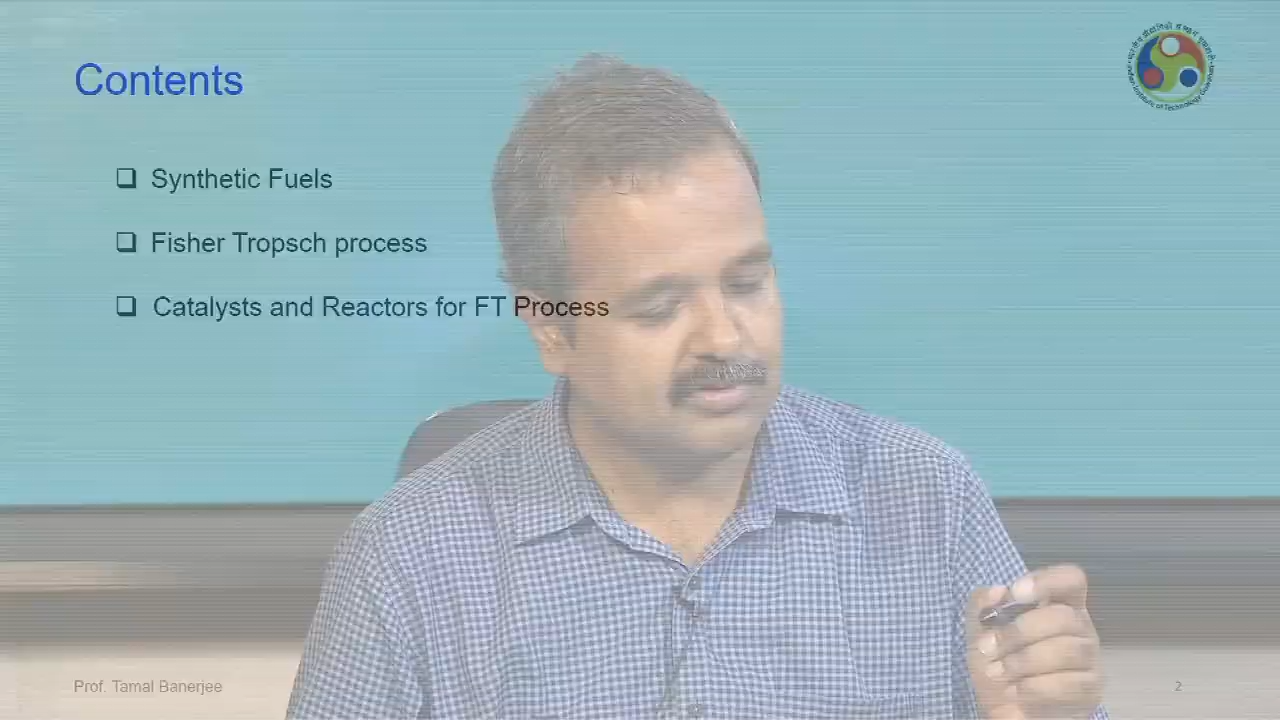 Contents
❑ Synthetic Fuels
❑ Fisher Tropsch process
❑ Catalysts and Reactors for FT Process
Prof. Tamal Banerjee
2